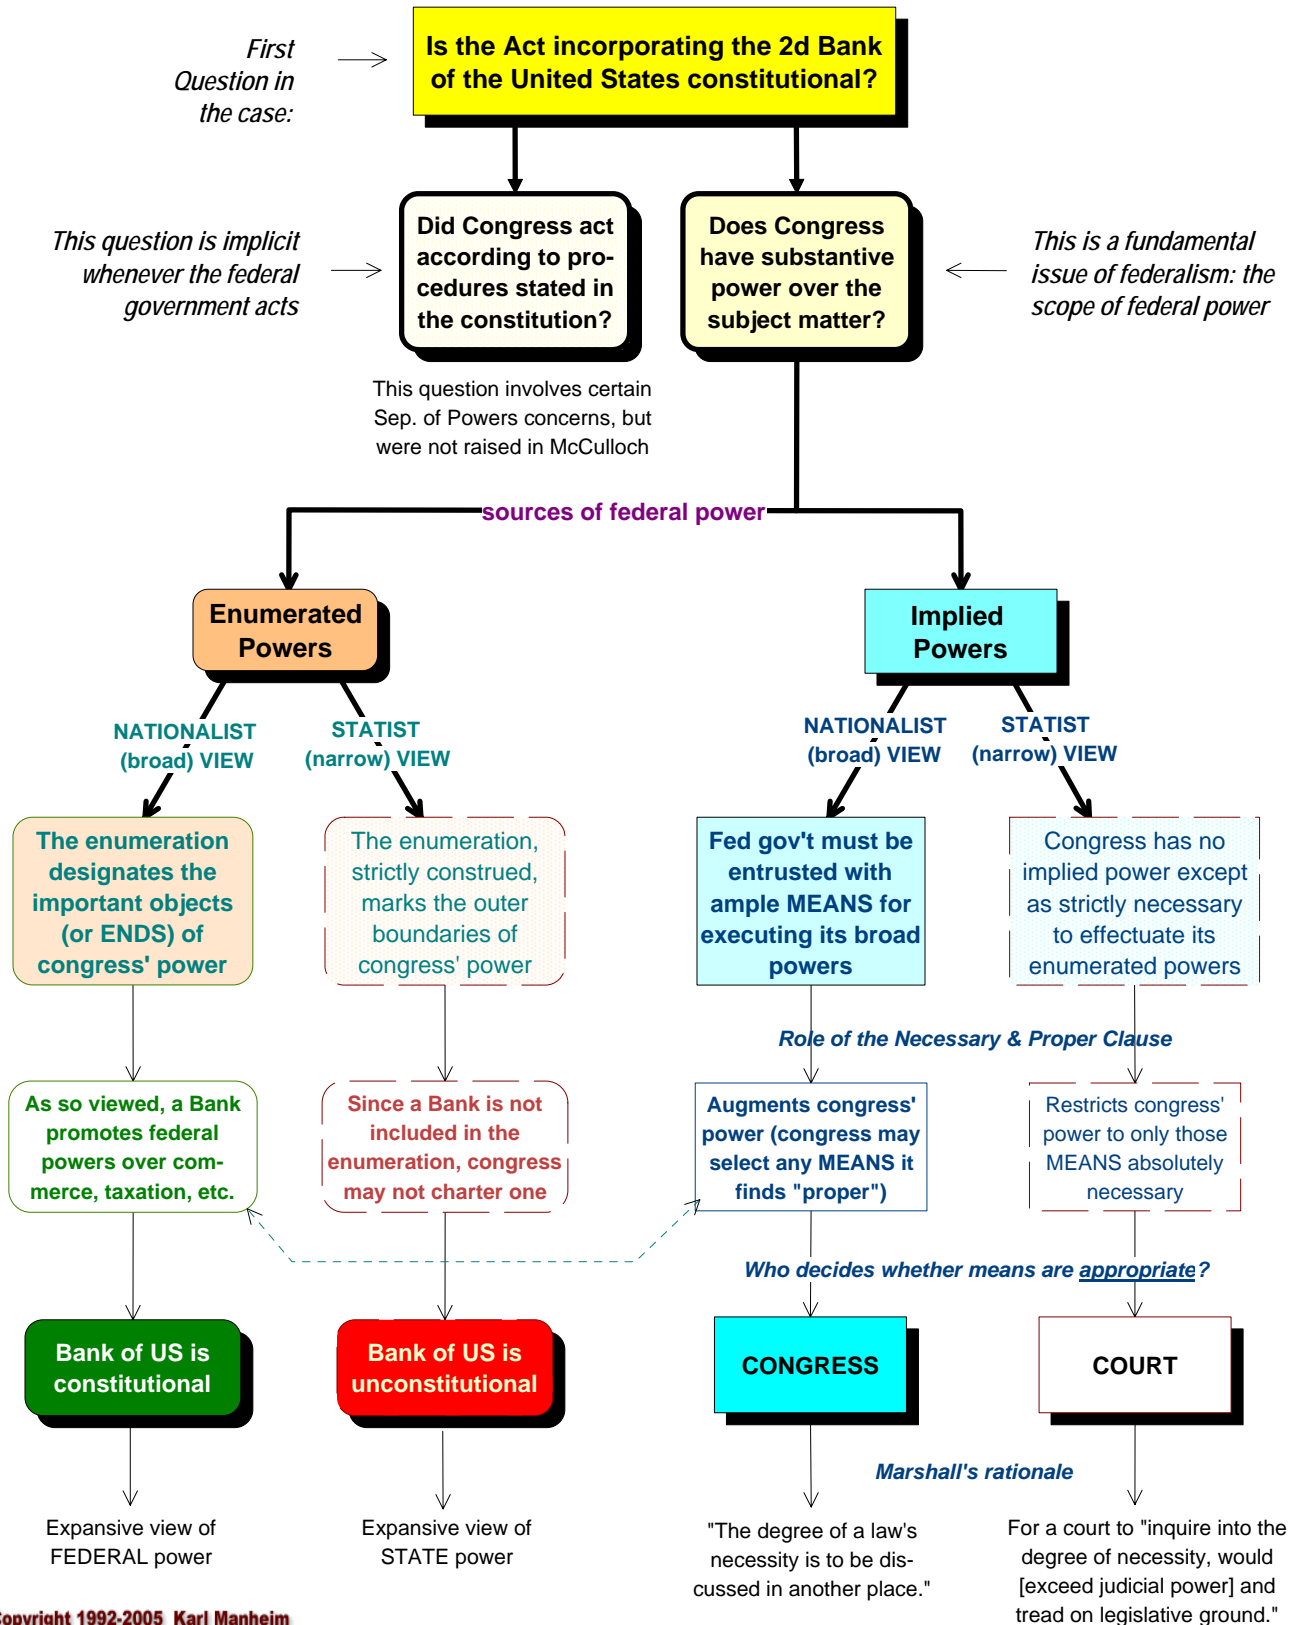 First
Question in
the case:
Is the Act incorporating the 2d Bank
of the United States constitutional?
This question is implicit
whenever the federal
government acts
Did Congress act
according to pro-
cedures stated in
the constitution?
Does Congress
have substantive
power over the
subject matter?
This is a fundamental
issue of federalism: the
scope of federal power
This question involves certain
Sep. of Powers concerns, but
were not raised in McCulloch
sources of federal power
Enumerated
Powers
Implied
Powers
NATIONALIST
(broad) VIEW
STATIST
(narrow) VIEW
NATIONALIST
(broad) VIEW
STATIST
(narrow) VIEW
The enumeration
designates the
important objects
(or ENDS) of
congress' power
The enumeration,
strictly construed,
marks the outer
boundaries of
congress' power
Fed gov't must be
entrusted with
ample MEANS for
executing its broad
powers
Congress has no
implied power except
as strictly necessary
to effectuate its
enumerated powers
Role of the Necessary & Proper Clause
As so viewed, a Bank
promotes federal
powers over com-
merce, taxation, etc.
Since a Bank is not
included in the
enumeration, congress
may not charter one
Augments congress'
power (congress may
select any MEANS it
finds "proper")
Restricts congress'
power to only those
MEANS absolutely
necessary
Who decides whether means are appropriate?
Bank of US is
constitutional
Bank of US is
unconstitutional
CONGRESS
COURT
Marshall's rationale
Expansive view of
FEDERAL power
Expansive view of
STATE power
"The degree of a law's
necessity is to be dis-
cussed in another place."
For a court to "inquire into the
degree of necessity, would
[exceed judicial power] and
tread on legislative ground."
Copyright 1992-2005 Karl Manheim